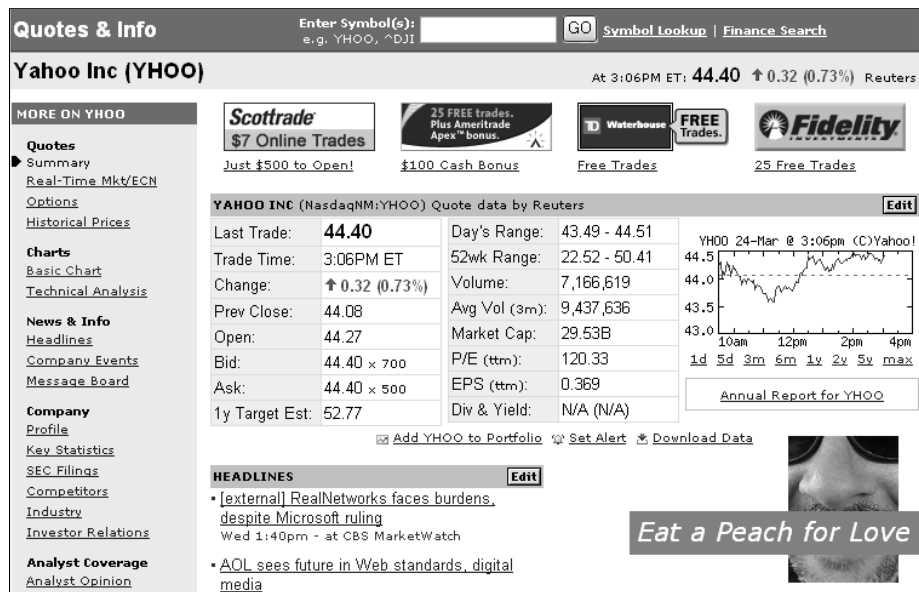 Quotes & Info
Enter Symbol(s):
e.g. YHOO, ^DJI
GO
Symbol Lookup | Finance Search
Yahoo Inc (YHOO)
At 3:06PM ET: 44.40 0.32 (0.73%) Reuters
MORE ON YHOO
Quotes
Summary
Real-Time Mkt/ECN
Options
Historical Prices
Charts
Basic Chart
Technical Analysis
News & Info
Headlines
Company Events
Message Board
Company
Profile
Key Statistics
SEC Filings
Competitors
Industry
Investor Relations
Analyst Coverage
Analyst Opinion
Scottrade
$7 Online Trades
Just $500 to Open!
25 FREE trades.
Plus Ameritrade
Apex™ bonus.
$100 Cash Bonus
TD Waterhouse
FREE
Trades.
Free Trades
Fidelity
INVESTMENTS
25 Free Trades
YAHOO INC (NasdaqNM:YHOO) Quote data by Reuters
Edit
Last Trade: 44.40
Trade Time: 3:06PM ET
Change: 0.32 (0.73%)
Prev Close: 44.08
Open: 44.27
Bid: 44.40 x 700
Ask: 44.40 x 500
1y Target Est: 52.77
Day's Range: 43.49 - 44.51
52wk Range: 22.52 - 50.41
Volume: 7,166,619
Avg Vol (3m): 9,437,636
Market Cap: 29.53B
P/E (ttm): 120.33
EPS (ttm): 0.369
Div & Yield: N/A (N/A)
YHOO 24-Mar @ 3:06pm (C)Yahoo!
44.5
44.0
43.5
43.0
10am 12pm 2pm 4pm
1d 5d 3m 6m 1y 2y 5y max
Annual Report for YHOO
Add YHOO to Portfolio Set Alert Download Data
HEADLINES
Edit
[external] RealNetworks faces burdens,
despite Microsoft ruling
Wed 1:40pm - at CBS MarketWatch
AOL sees future in Web standards, digital
media
Eat a Peach for Love